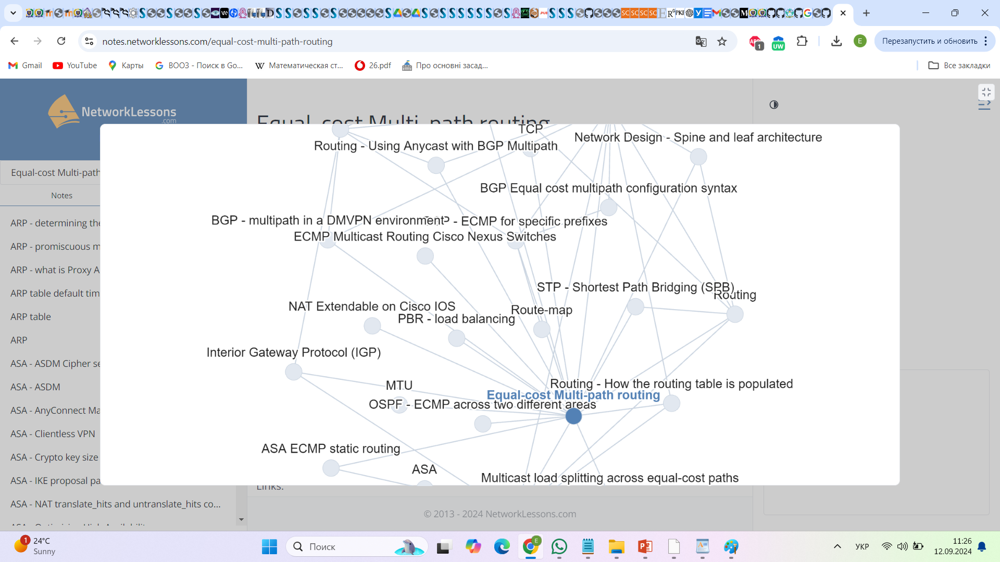 notes.networklessons.com/equal-cost-multi-path-routing
1
UW
E
Перезапустить и обновить
Gmail
YouTube
Карты
ВООЗ - Поиск в Go...
Математическая ст...
26.pdf
Про основні засад...
Все закладки
NetworkLessons
.com
Equal-cost Multi-path routing
Equal-cost Multi-path
Notes
ARP - determining the
ARP - promiscuous m
ARP - what is Proxy A
ARP table default tim
ARP table
ARP
ASA - ASDM Cipher se
ASA - ASDM
ASA - AnyConnect Ma
ASA - Clientless VPN
ASA - Crypto key size
ASA - IKE proposal pa
ASA - NAT translate_hits and untranslate_hits co...
TCP
Network Design - Spine and leaf architecture
Routing - Using Anycast with BGP Multipath
BGP Equal cost multipath configuration syntax
BGP - multipath in a DMVPN environment
P - ECMP for specific prefixes
ECMP Multicast Routing Cisco Nexus Switches
STP - Shortest Path Bridging (SPB)
Routing
NAT Extendable on Cisco IOS
Route-map
PBR - load balancing
Interior Gateway Protocol (IGP)
MTU
Routing - How the routing table is populated
Equal-cost Multi-path routing
OSPF - ECMP across two different areas
ASA ECMP static routing
ASA
Multicast load splitting across equal-cost paths
Links:
© 2013 - 2024 NetworkLessons.com
1
24°C
Sunny
Поиск
E
УКР
11:26
12.09.2024